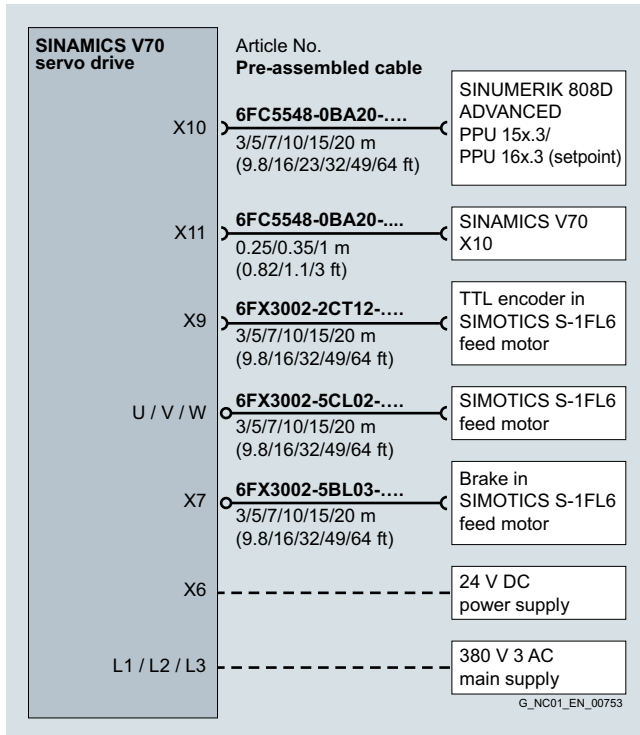 SINAMICS V70
servo drive
Article No.
Pre-assembled cable
X10
6FC5548-0BA20-....
3/5/7/10/15/20 m
(9.8/16/23/32/49/64 ft)
SINUMERIK 808D
ADVANCED
PPU 15x.3/
PPU 16x.3 (setpoint)
X11
6FC5548-0BA20-....
0.25/0.35/1 m
(0.82/1.1/3 ft)
SINAMICS V70
X10
X9
6FX3002-2CT12-....
3/5/7/10/15/20 m
(9.8/16/32/49/64 ft)
TTL encoder in
SIMOTICS S-1FL6
feed motor
U / V / W
6FX3002-5CL02-....
3/5/7/10/15/20 m
(9.8/16/32/49/64 ft)
SIMOTICS S-1FL6
feed motor
X7
6FX3002-5BL03-....
3/5/7/10/15/20 m
(9.8/16/32/49/64 ft)
Brake in
SIMOTICS S-1FL6
feed motor
X6
24 V DC
power supply
L1 / L2 / L3
380 V 3 AC
main supply
G_NC01_EN_00753